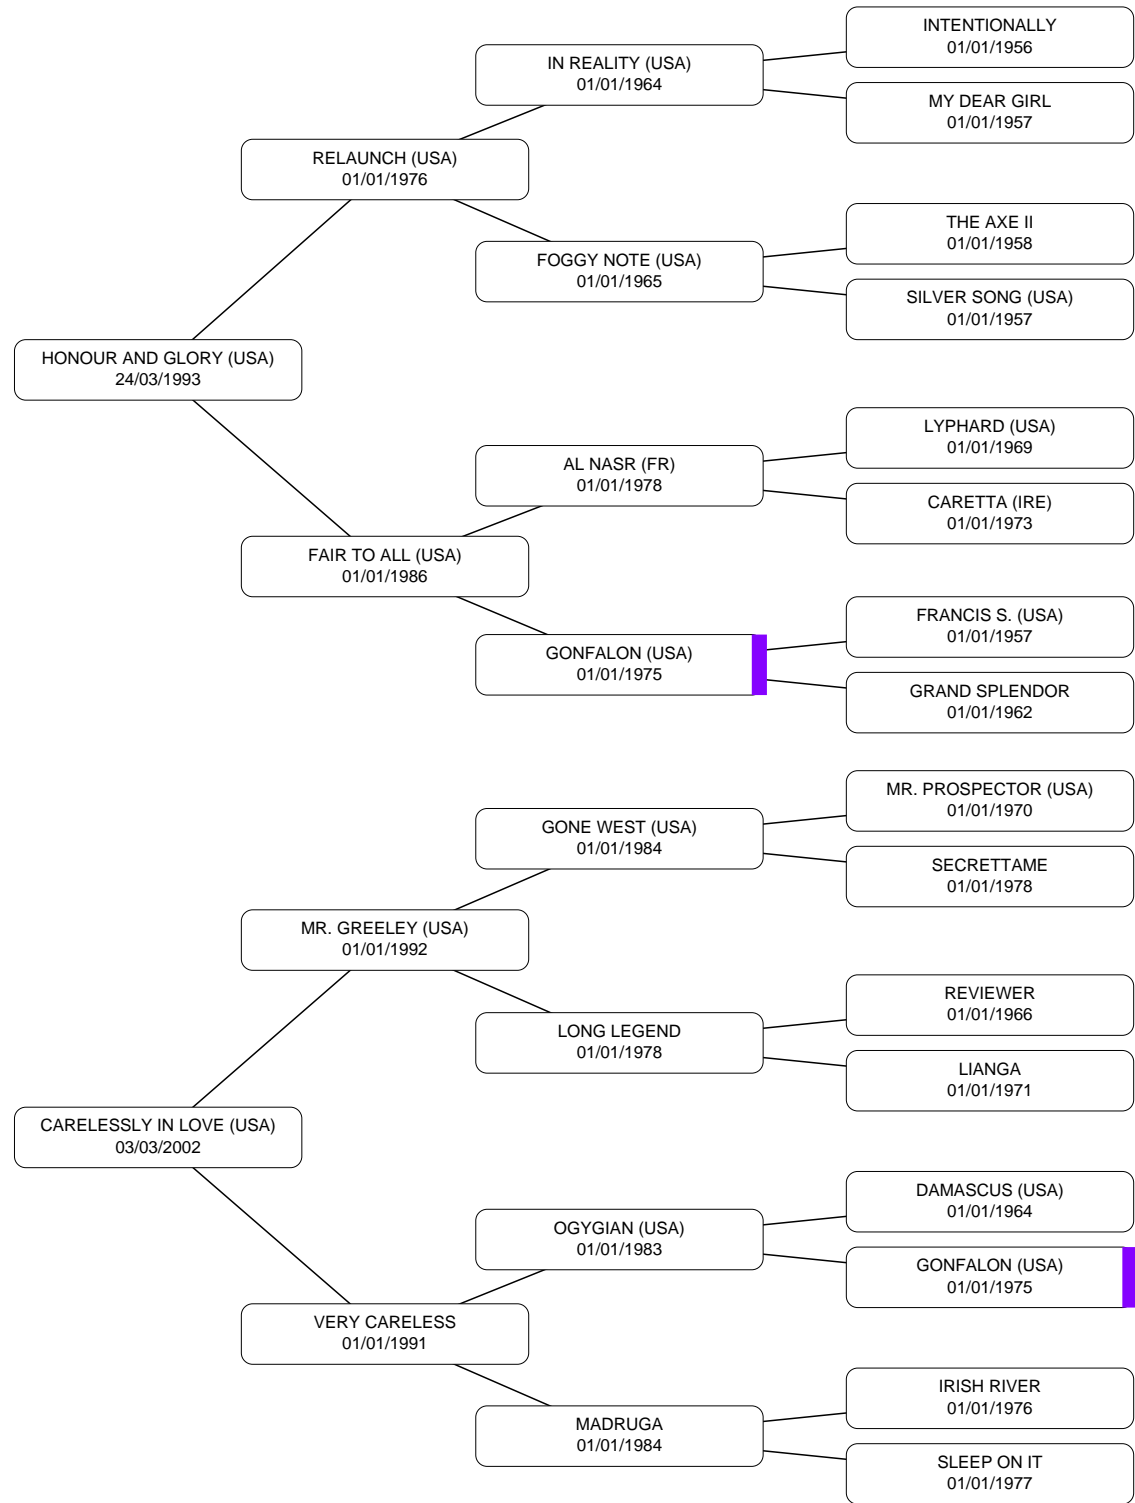 INTENTIONALLY
01/01/1956
IN REALITY (USA)
01/01/1964
MY DEAR GIRL
01/01/1957
RELAUNCH (USA)
01/01/1976
THE AXE II
01/01/1958
FOGGY NOTE (USA)
01/01/1965
SILVER SONG (USA)
01/01/1957
HONOUR AND GLORY (USA)
24/03/1993
LYPHARD (USA)
01/01/1969
AL NASR (FR)
01/01/1978
CARETTA (IRE)
01/01/1973
FAIR TO ALL (USA)
01/01/1986
FRANCIS S. (USA)
01/01/1957
GONFALON (USA)
01/01/1975
GRAND SPLENDOR
01/01/1962
MR. PROSPECTOR (USA)
01/01/1970
GONE WEST (USA)
01/01/1984
SECRETTAME
01/01/1978
MR. GREELEY (USA)
01/01/1992
REVIEWER
01/01/1966
LONG LEGEND
01/01/1978
LIANGA
01/01/1971
CARELESSLY IN LOVE (USA)
03/03/2002
DAMASCUS (USA)
01/01/1964
OGYGIAN (USA)
01/01/1983
GONFALON (USA)
01/01/1975
VERY CARELESS
01/01/1991
IRISH RIVER
01/01/1976
MADRUGA
01/01/1984
SLEEP ON IT
01/01/1977